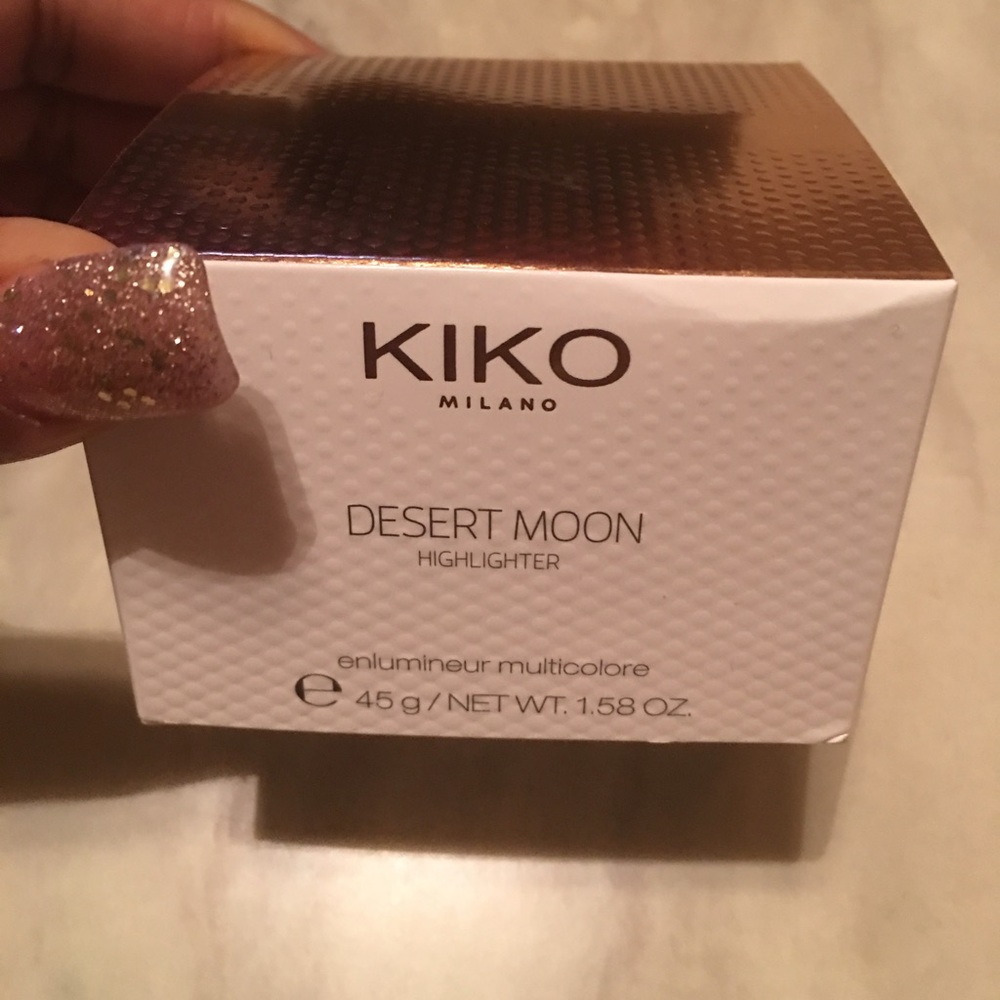 KIKO
MILANO
DESERT MOON
HIGHLIGHTER
enlumineur multicolore
℮ 45 g / NET WT. 1.58 OZ.